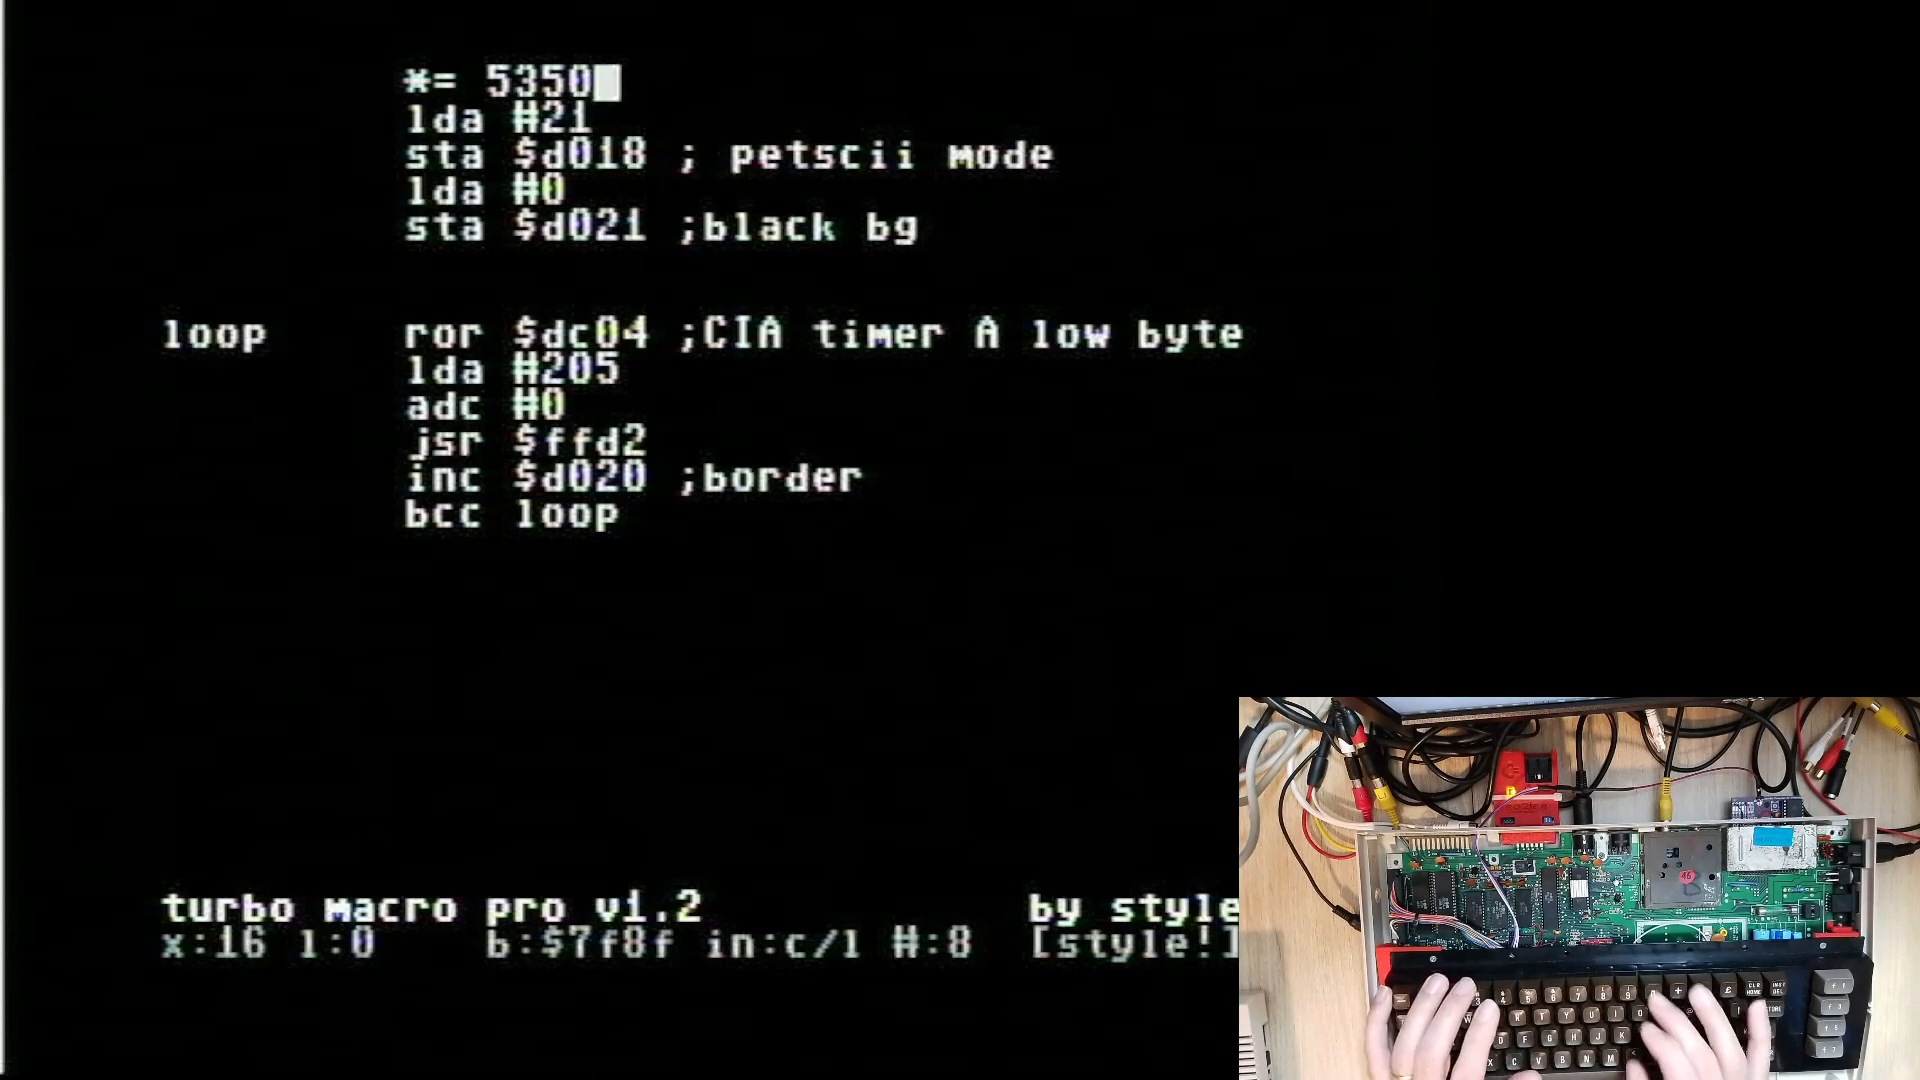 *= 5350
lda #21
sta $d018 ; petscii mode
lda #0
sta $d021 ;black bg
loop ror $dc04 ;CIA timer A low byte
lda #205
adc #0
jsr $ffd2
inc $d020 ;border
bcc loop
turbo macro pro v1.2 by style
x:16 l:0 b:$7f8f in:c/l #:8 [style!]